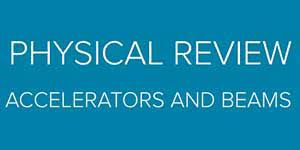 PHYSICAL REVIEW
ACCELERATORS AND BEAMS